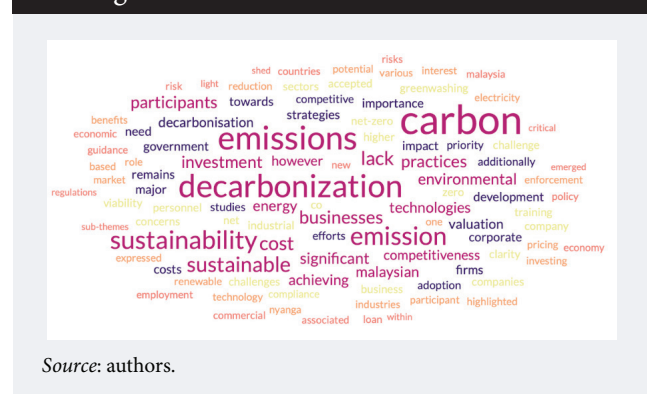 risks
shed countries potential various interest malaysia
risk light reduction sectors accepted greenwashing
participants towards competitive importance electricity
benefits decarbonisation strategies net-zero carbon critical
economic need emissions higher
guidance government impact priority challenge
based role investment however new lack practices additionally emerged
market remains decarbonization environmental enforcement
regulations major zero development policy
viability personnel studies energy co technologies training
sub-themes concerns net industrial businesses one valuation company
sustainability cost efforts emission corporate pricing economy
expressed significant competitiveness clarity investing
costs sustainable malaysian firms
renewable challenges achieving business adoption companies
employment technology compliance industries participant highlighted
commercial nyanga associated loan within
Source: authors.